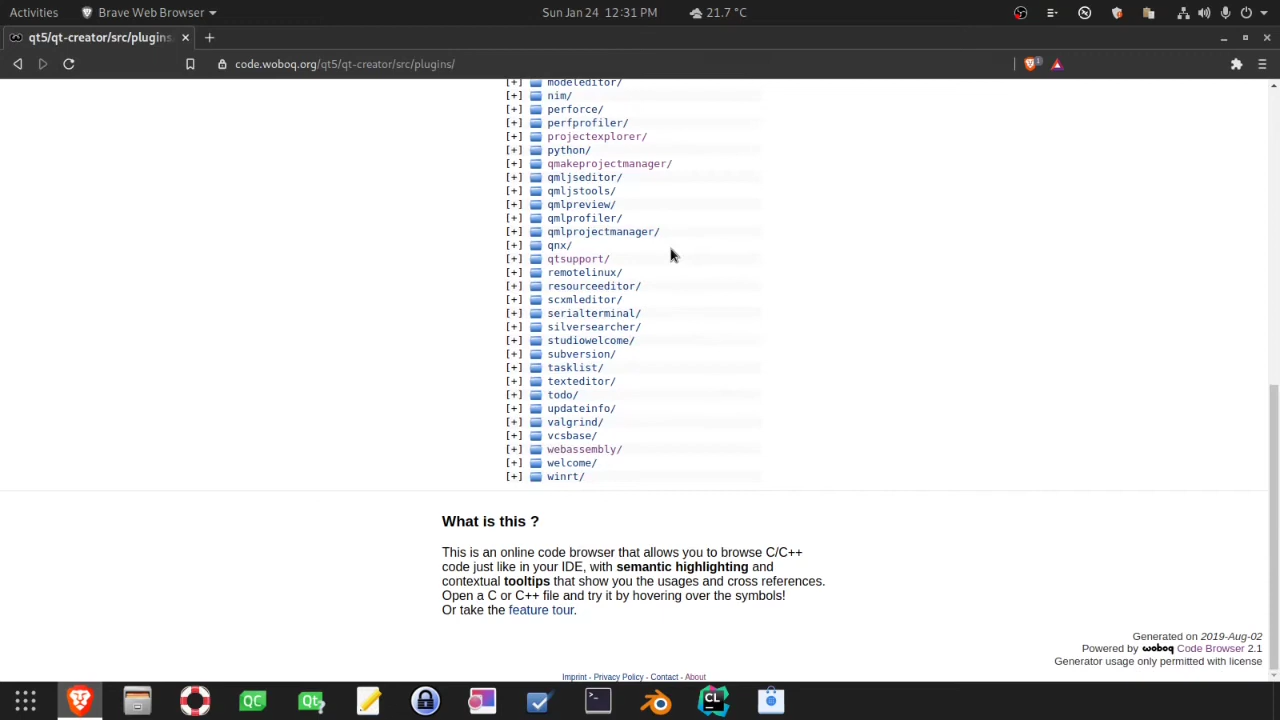 Activities
Brave Web Browser
Sun Jan 24 12:31 PM
21.7 °C
qt5/qt-creator/src/plugins
code.woboq.org/qt5/qt-creator/src/plugins/
1
[+] modeleditor/
[+] nim/
[+] perforce/
[+] perfprofiler/
[+] projectexplorer/
[+] python/
[+] qmakeprojectmanager/
[+] qmljseditor/
[+] qmljstools/
[+] qmlpreview/
[+] qmlprofiler/
[+] qmlprojectmanager/
[+] qnx/
[+] qtsupport/
[+] remotelinux/
[+] resourceeditor/
[+] scxmleditor/
[+] serialterminal/
[+] silversearcher/
[+] studiowelcome/
[+] subversion/
[+] tasklist/
[+] texteditor/
[+] todo/
[+] updateinfo/
[+] valgrind/
[+] vcsbase/
[+] webassembly/
[+] welcome/
[+] winrt/
What is this ?
This is an online code browser that allows you to browse C/C++
code just like in your IDE, with semantic highlighting and
contextual tooltips that show you the usages and cross references.
Open a C or C++ file and try it by hovering over the symbols!
Or take the feature tour.
Generated on 2019-Aug-02
Powered by woboq Code Browser 2.1
Generator usage only permitted with license
Imprint - Privacy Policy - Contact - About
QC
Qt?
>_
CL